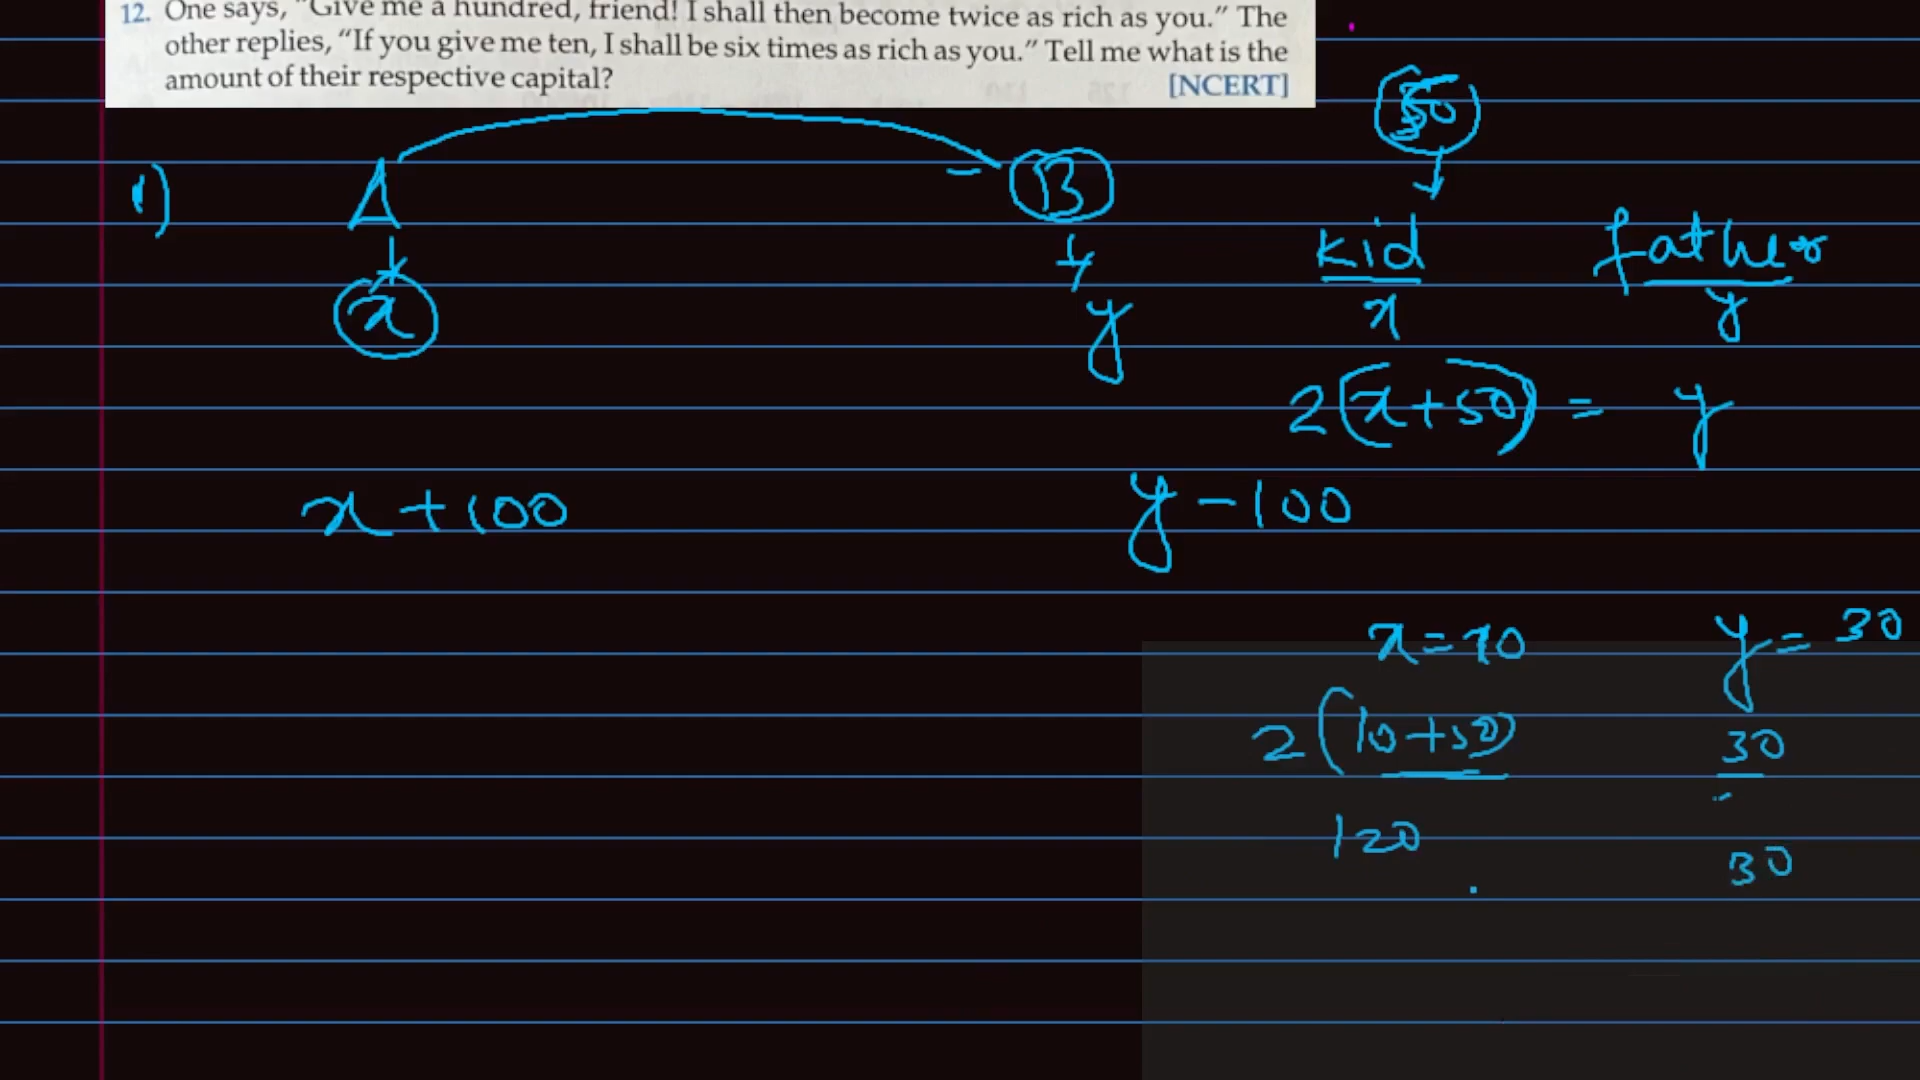 12. One says, "Give me a hundred, friend! I shall then become twice as rich as you." The
other replies, "If you give me ten, I shall be six times as rich as you." Tell me what is the
amount of their respective capital? [NCERT]
1) A B
x y
x + 100 y - 100
50
kid father
x y
2(x+50) = y
x = 10 y = 30
2(10+50) 30
120 30